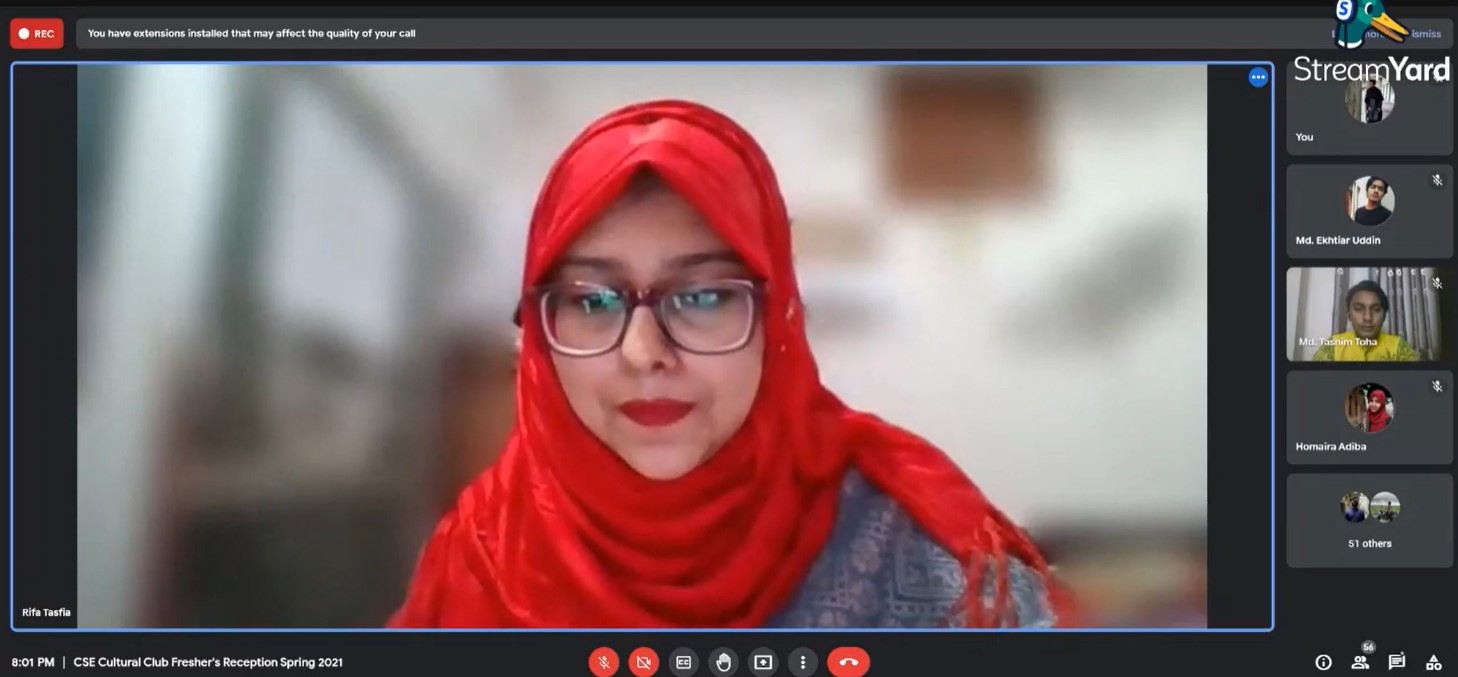 REC
You have extensions installed that may affect the quality of your call
ismiss
S
StreamYard
You
Md. Ekhtiar Uddin
Md. Tasnim Toha
Homaira Adiba
51 others
Rifa Tasfia
8:01 PM | CSE Cultural Club Fresher's Reception Spring 2021
CC
56